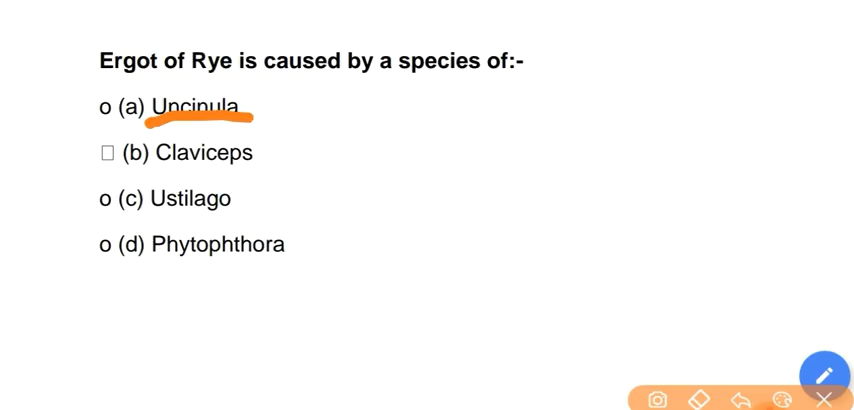 Ergot of Rye is caused by a species of:-
o (a) Uncinula
□ (b) Claviceps
o (c) Ustilago
o (d) Phytophthora